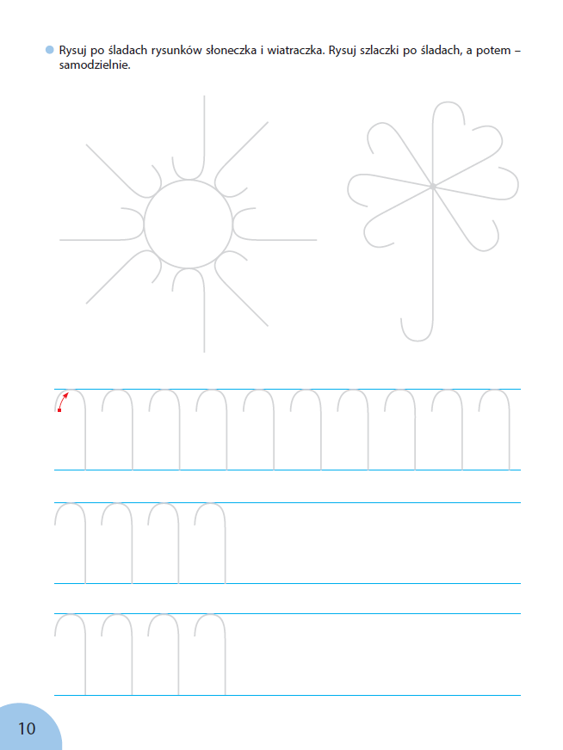 Rysuj po śladach rysunków słoneczka i wiatraczka. Rysuj szlaczki po śladach, a potem –
samodzielnie.
10